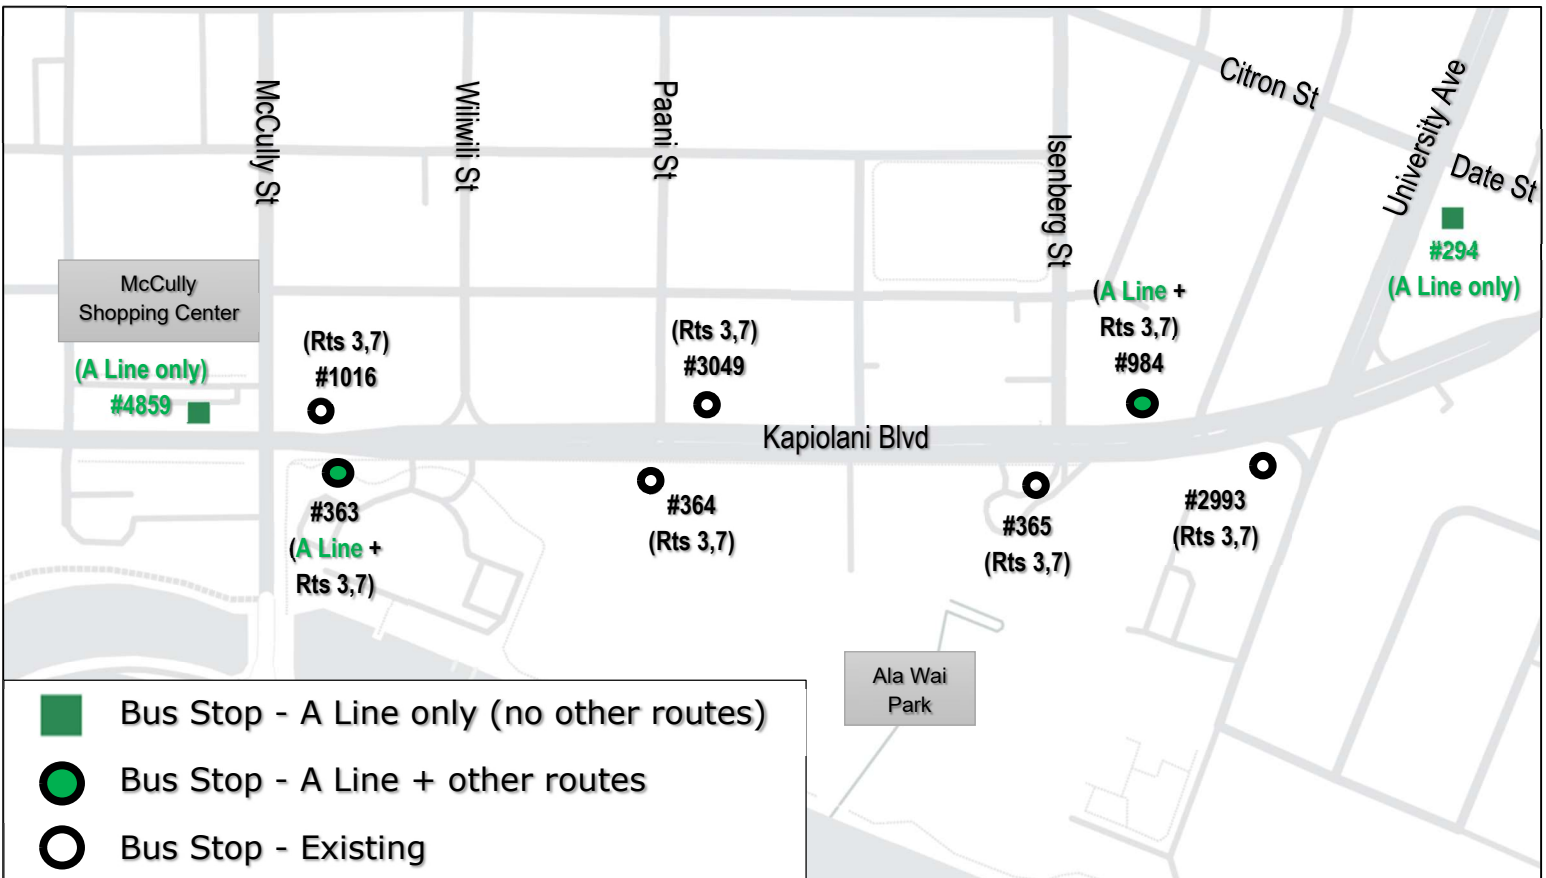 McCully St
Wiliwili St
Paani St
Isenberg St
Citron St
University Ave
Date St
#294
(A Line only)
McCully
Shopping Center
(A Line only)
#4859
(Rts 3,7)
#1016
(Rts 3,7)
#3049
(A Line +
Rts 3,7)
#984
Kapiolani Blvd
#363
(A Line +
Rts 3,7)
#364
(Rts 3,7)
#365
(Rts 3,7)
#2993
(Rts 3,7)
Ala Wai
Park
Bus Stop - A Line only (no other routes)
Bus Stop - A Line + other routes
Bus Stop - Existing